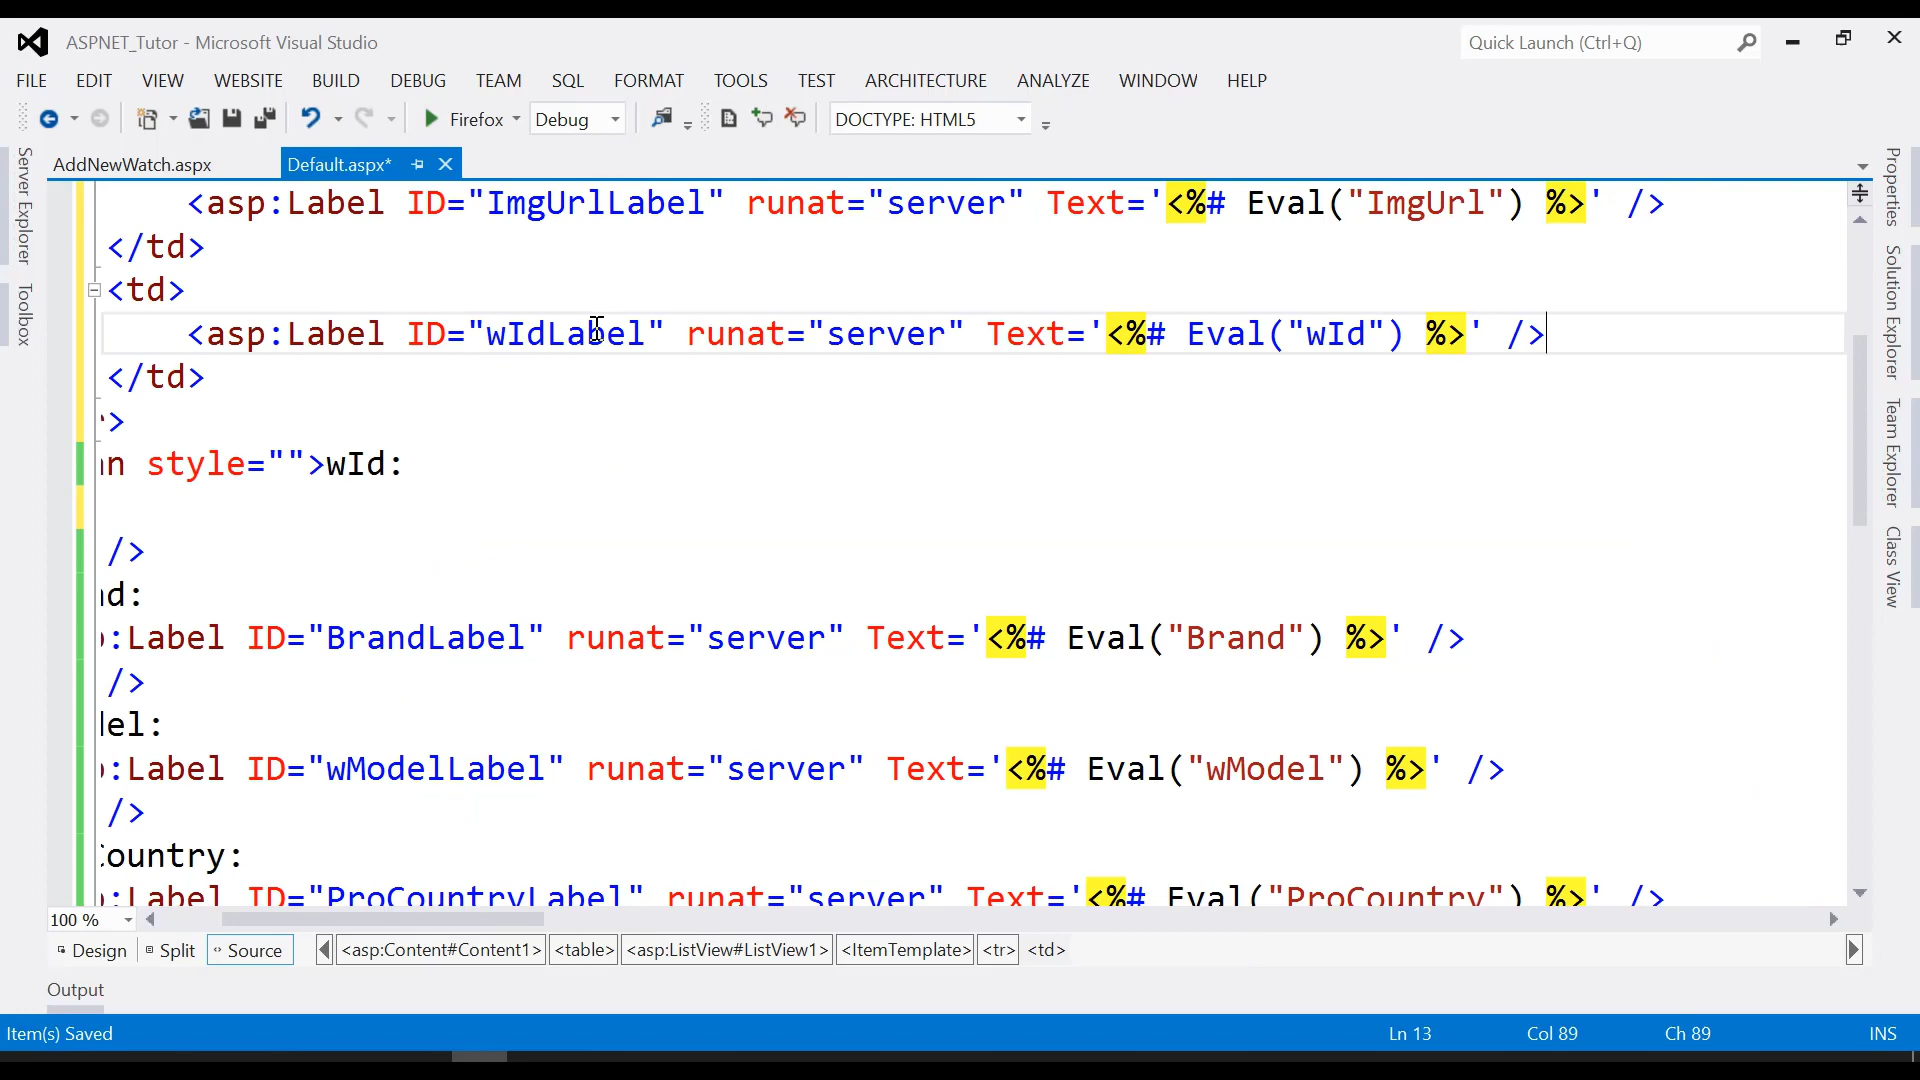 ASPNET_Tutor - Microsoft Visual Studio
Quick Launch (Ctrl+Q)
FILE EDIT VIEW WEBSITE BUILD DEBUG TEAM SQL FORMAT TOOLS TEST ARCHITECTURE ANALYZE WINDOW HELP
Firefox Debug DOCTYPE: HTML5
AddNewWatch.aspx Default.aspx*
Server Explorer
Toolbox
<asp:Label ID="ImgUrlLabel" runat="server" Text='<%# Eval("ImgUrl") %>' />
</td>
<td>
<asp:Label ID="wIdLabel" runat="server" Text='<%# Eval("wId") %>' />
</td>
>
n style="">wId:
/>
nd:
:Label ID="BrandLabel" runat="server" Text='<%# Eval("Brand") %>' />
/>
del:
:Label ID="wModelLabel" runat="server" Text='<%# Eval("wModel") %>' />
/>
Country:
:Label ID="ProCountryLabel" runat="server" Text='<%# Eval("ProCountry") %>' />
Properties
Solution Explorer
Team Explorer
Class View
100 %
Design Split Source <asp:Content#Content1> <table> <asp:ListView#ListView1> <ItemTemplate> <tr> <td>
Output
Item(s) Saved Ln 13 Col 89 Ch 89 INS